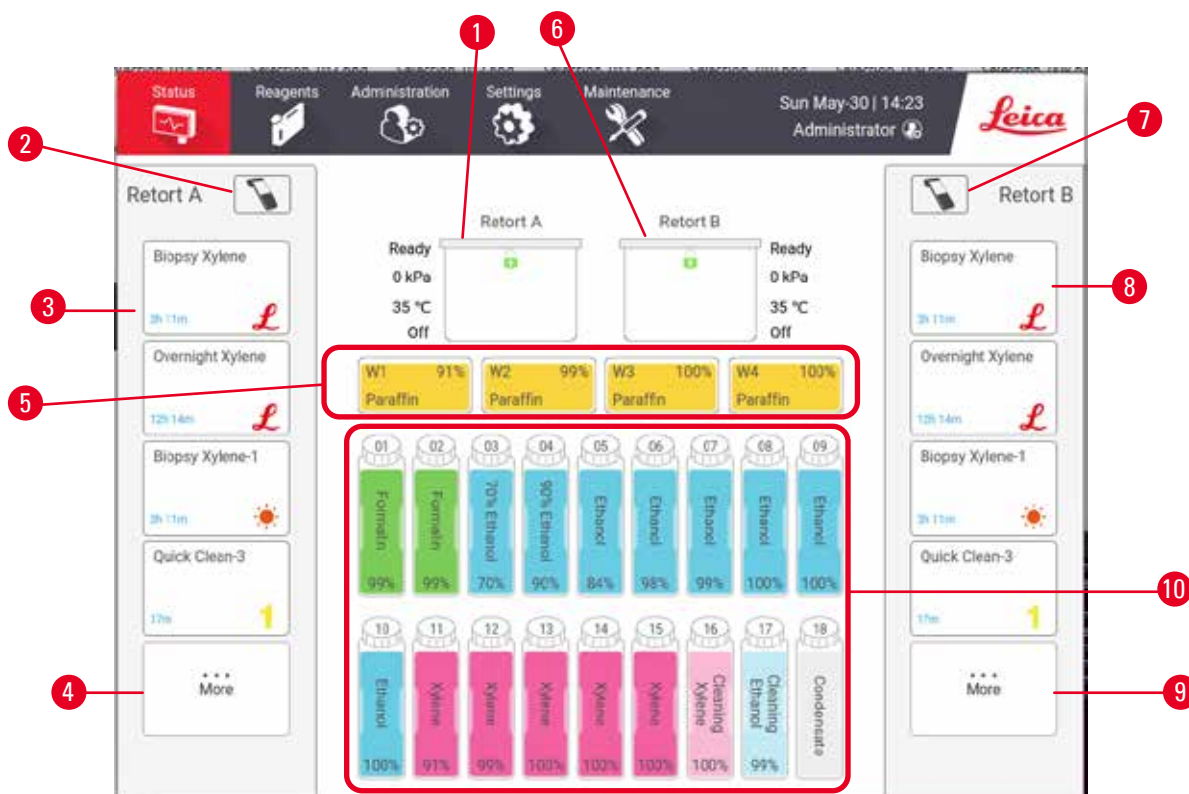 1
6
Status
Reagents
Administration
Settings
Maintenance
Sun May-30 | 14:23
Administrator
Leica
2
7
Retort A
Retort B
Retort A
Retort B
Biopsy Xylene
3h 11m
3
Overnight Xylene
12h 14m
Biopsy Xylene-1
3h 11m
Quick Clean-3
17m
1
... More
4
Ready
0 kPa
35 °C
Off
Ready
0 kPa
35 °C
Off
5
W1 91%
Paraffin
W2 99%
Paraffin
W3 100%
Paraffin
W4 100%
Paraffin
01 Formalin 99%
02 Formalin 99%
03 70% Ethanol 70%
04 90% Ethanol 90%
05 Ethanol 84%
06 Ethanol 98%
07 Ethanol 99%
08 Ethanol 100%
09 Ethanol 100%
10 Ethanol 100%
11 Xylene 91%
12 Xylene 99%
13 Xylene 100%
14 Xylene 100%
15 Xylene 100%
16 Cleaning Xylene 100%
17 Cleaning Ethanol 99%
18 Condensate
10
Biopsy Xylene
3h 11m
8
Overnight Xylene
12h 14m
Biopsy Xylene-1
3h 11m
Quick Clean-3
17m
1
... More
9